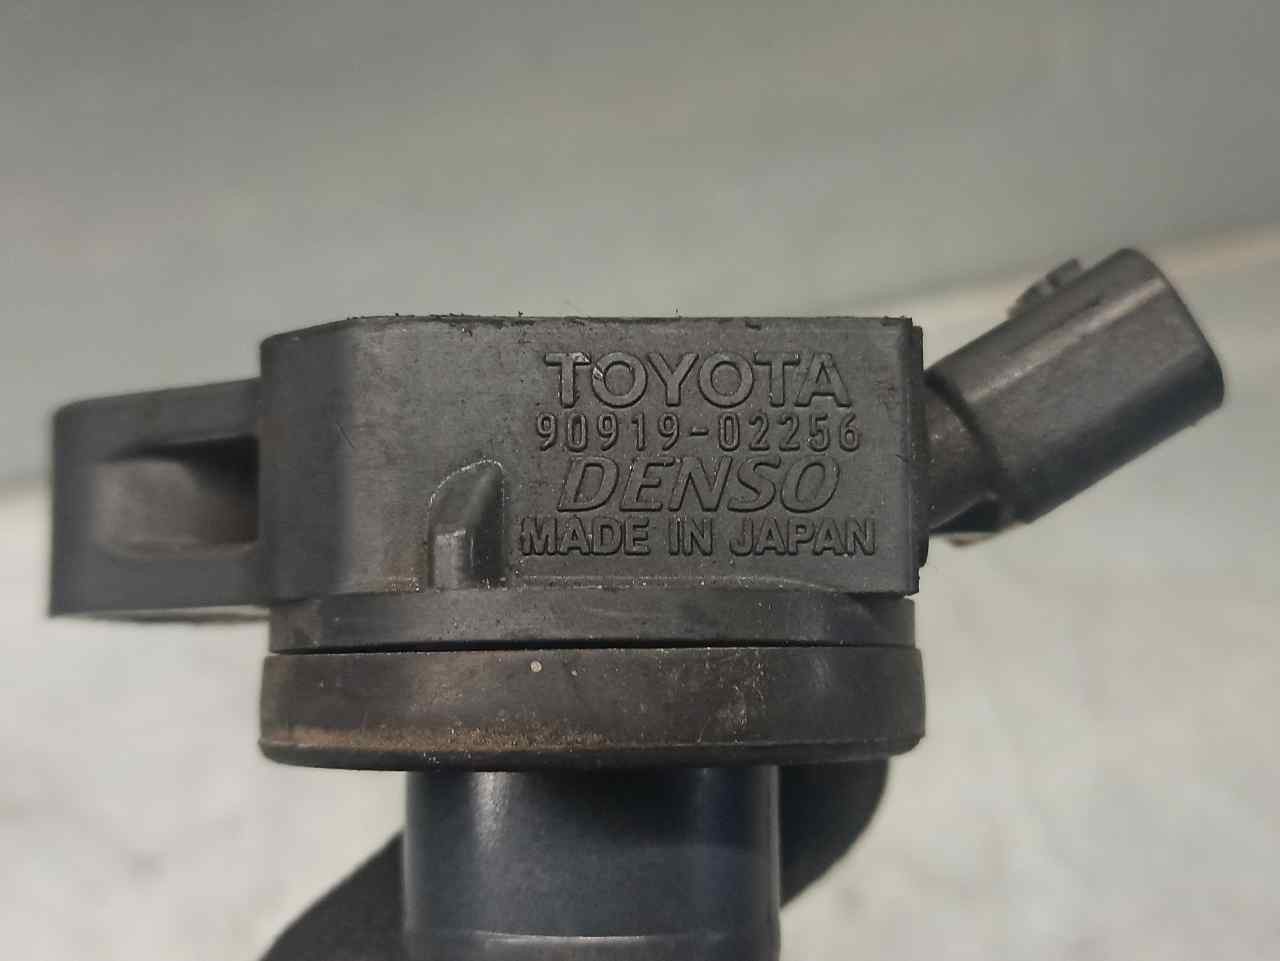 TOYOTA
90919-02256
DENSO
MADE IN JAPAN